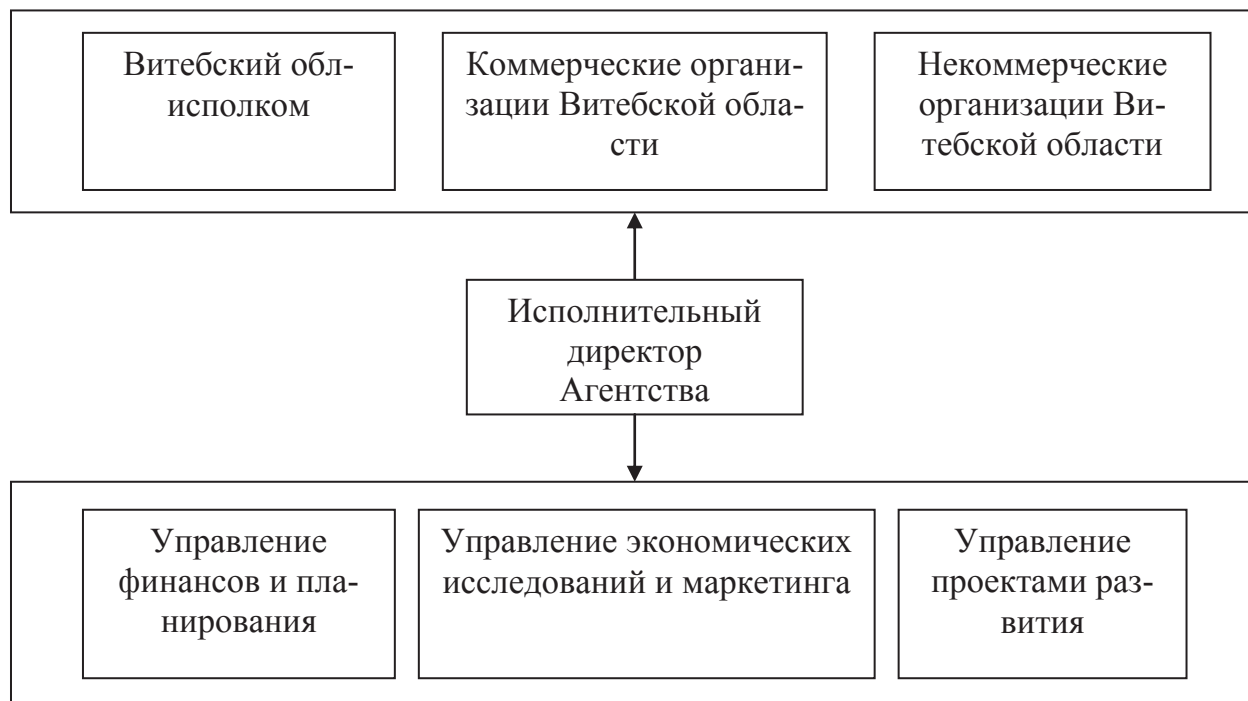 Витебский обл-
исполком
Коммерческие органи-
зации Витебской обла-
сти
Некоммерческие
организации Ви-
тебской области
Исполнительный
директор
Агентства
Управление
финансов и пла-
нирования
Управление экономических
исследований и маркетинга
Управление
проектами раз-
вития